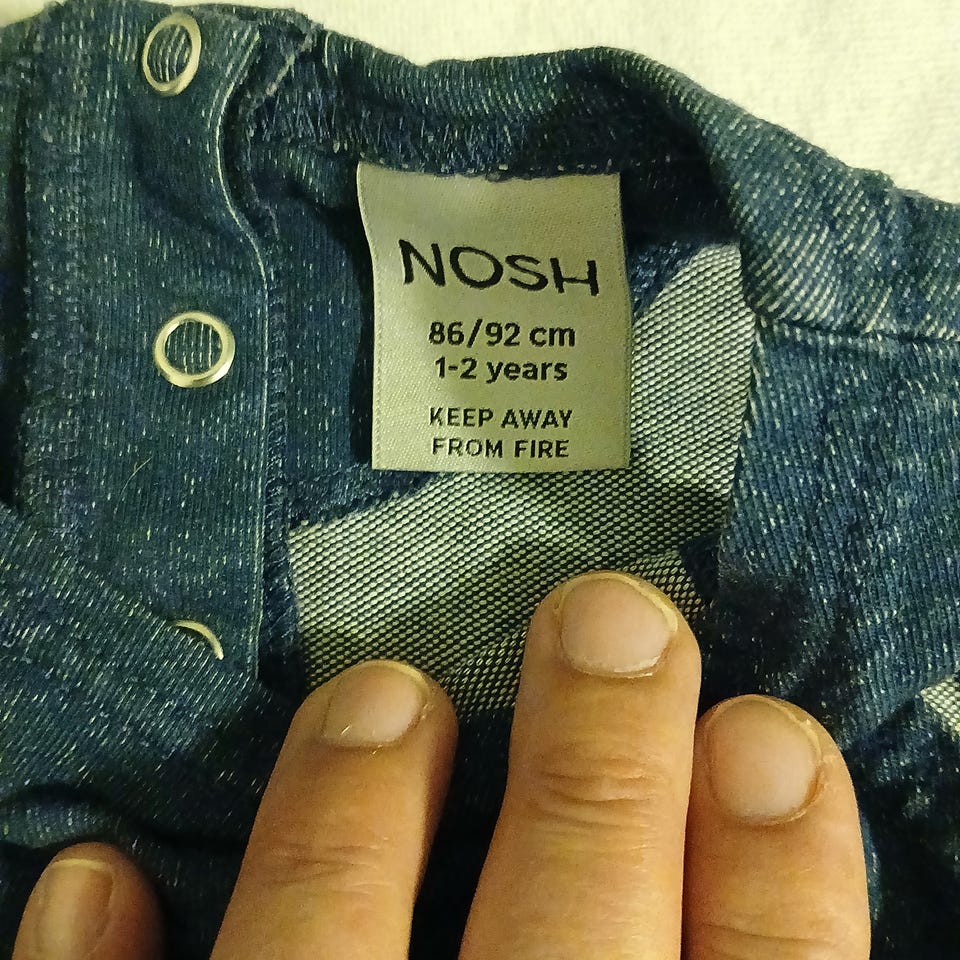 NOSH
86/92 cm
1-2 years
KEEP AWAY
FROM FIRE